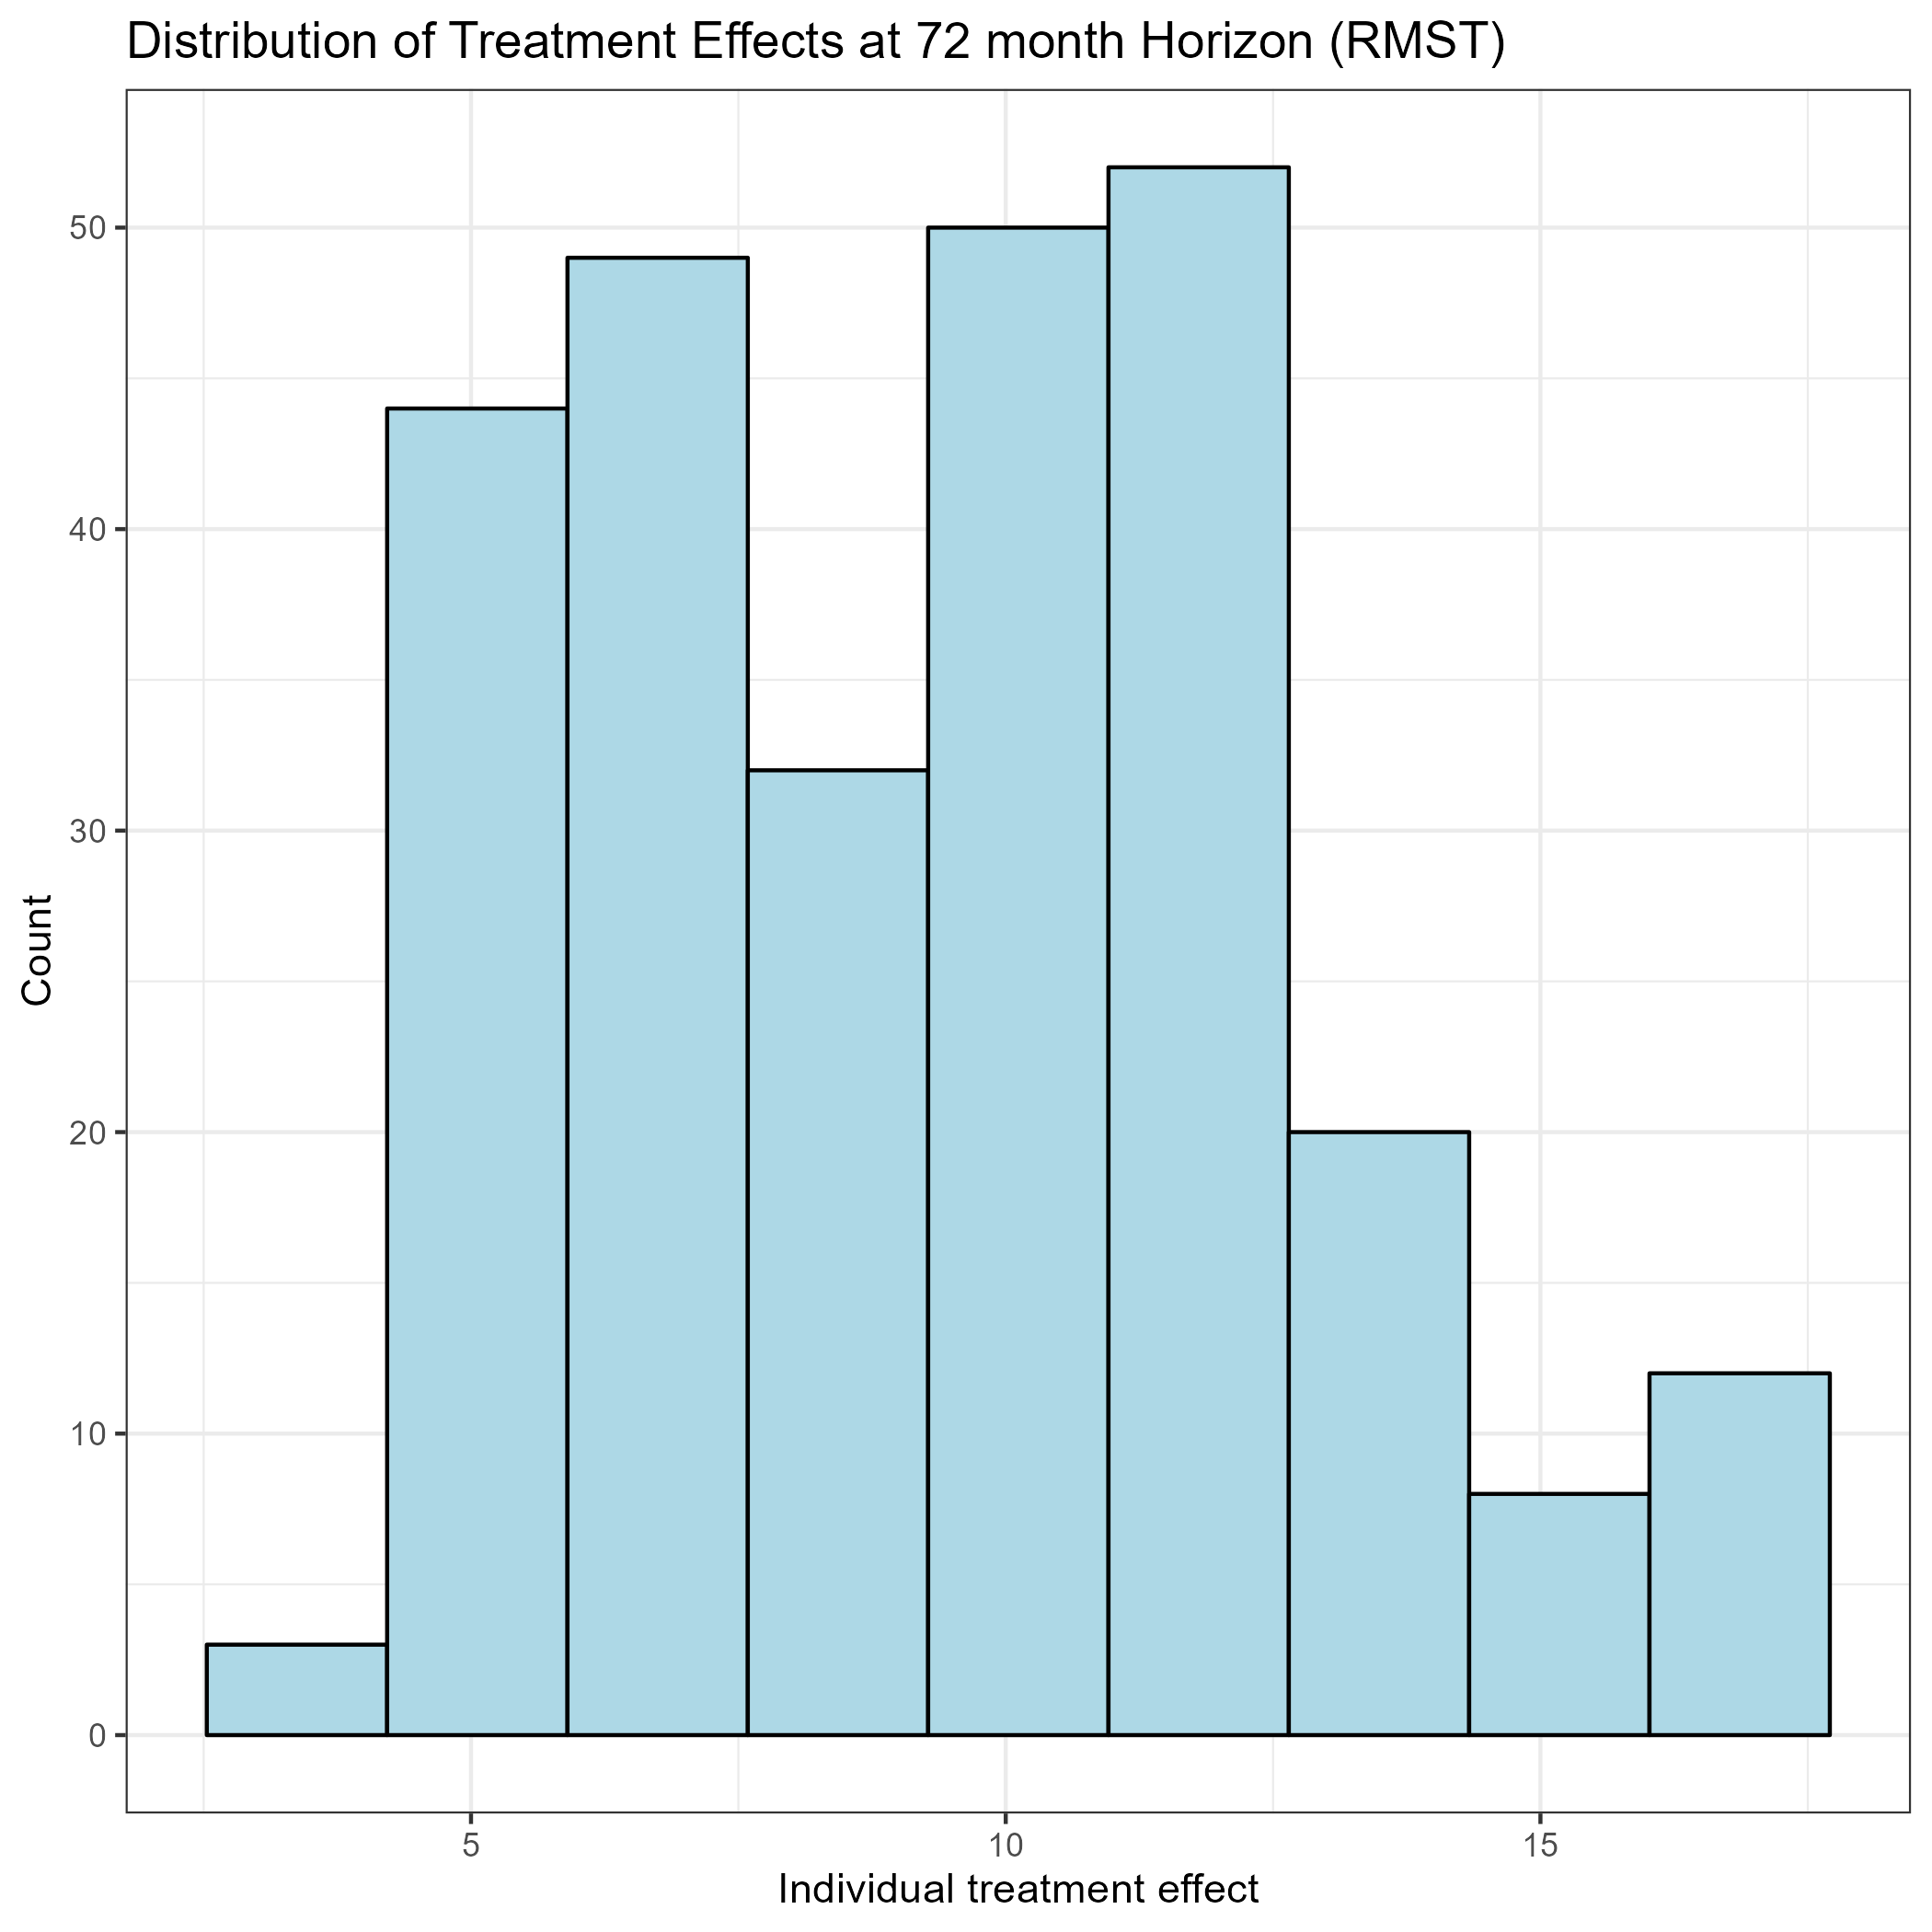 Distribution of Treatment Effects at 72 month Horizon (RMST)
50
40
30
20
10
0
Count
5 10 15
Individual treatment effect